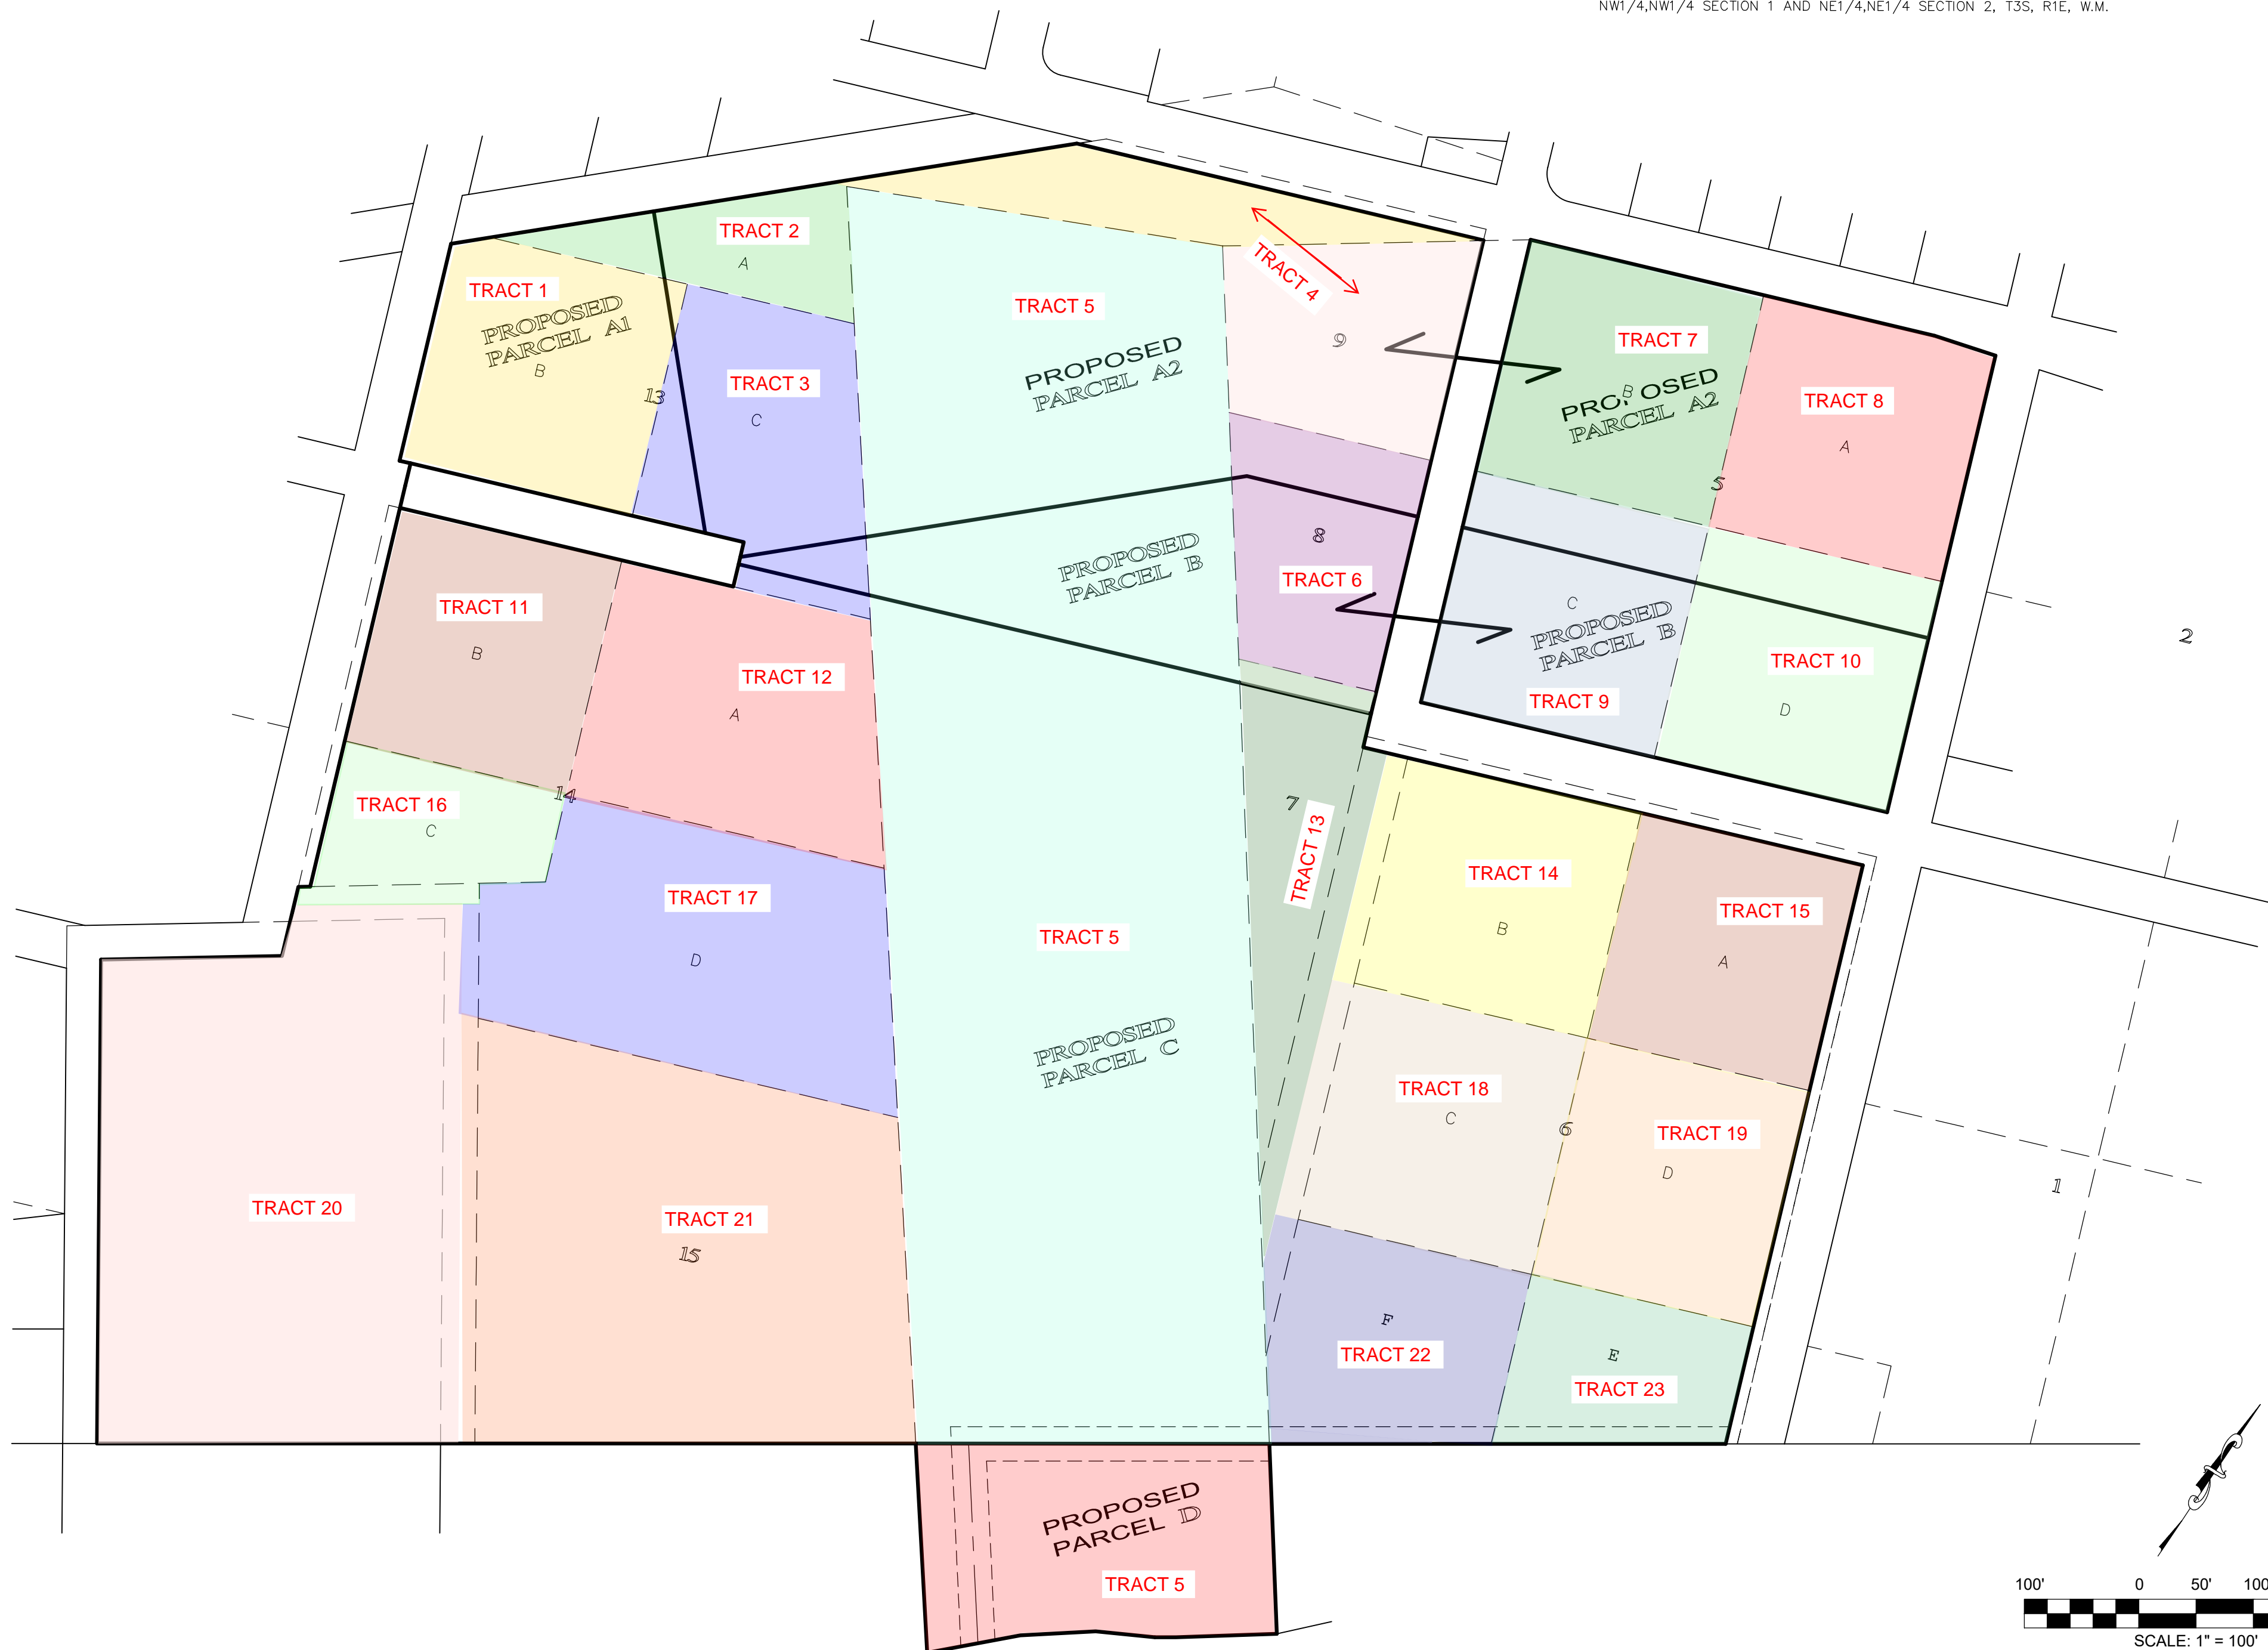 NW1/4,NW1/4 SECTION 1 AND NE1/4,NE1/4 SECTION 2, T3S, R1E, W.M.
TRACT 2
A
TRACT 1
PROPOSED
PARCEL A1
B
13
TRACT 3
C
TRACT 5
PROPOSED
PARCEL A2
TRACT 4
9
TRACT 7
B
PROPOSED
PARCEL A2
TRACT 8
A
5
PROPOSED
PARCEL B
8
TRACT 6
C
PROPOSED
PARCEL B
TRACT 9
TRACT 10
D
2
TRACT 11
B
TRACT 12
A
TRACT 16
C
14
7
TRACT 13
TRACT 14
B
TRACT 15
A
TRACT 17
D
TRACT 5
PROPOSED
PARCEL C
TRACT 18
C
6
TRACT 19
D
1
TRACT 20
TRACT 21
15
F
TRACT 22
E
TRACT 23
PROPOSED
PARCEL D
TRACT 5
100' 0 50' 100
SCALE: 1" = 100'